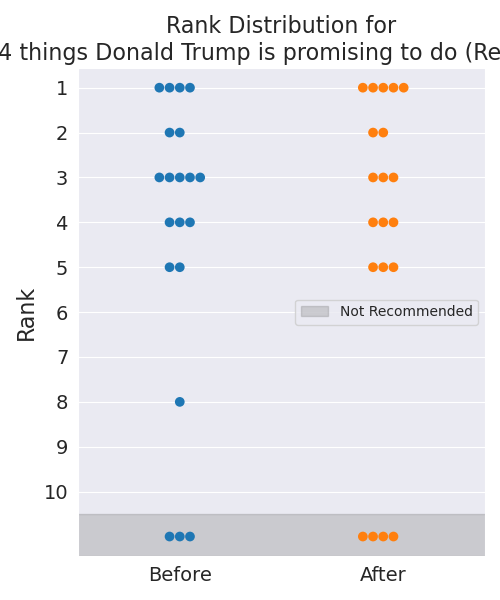 Rank Distribution for
4 things Donald Trump is promising to do (Re
Rank
1
2
3
4
5
6
7
8
9
10
Not Recommended
Before
After